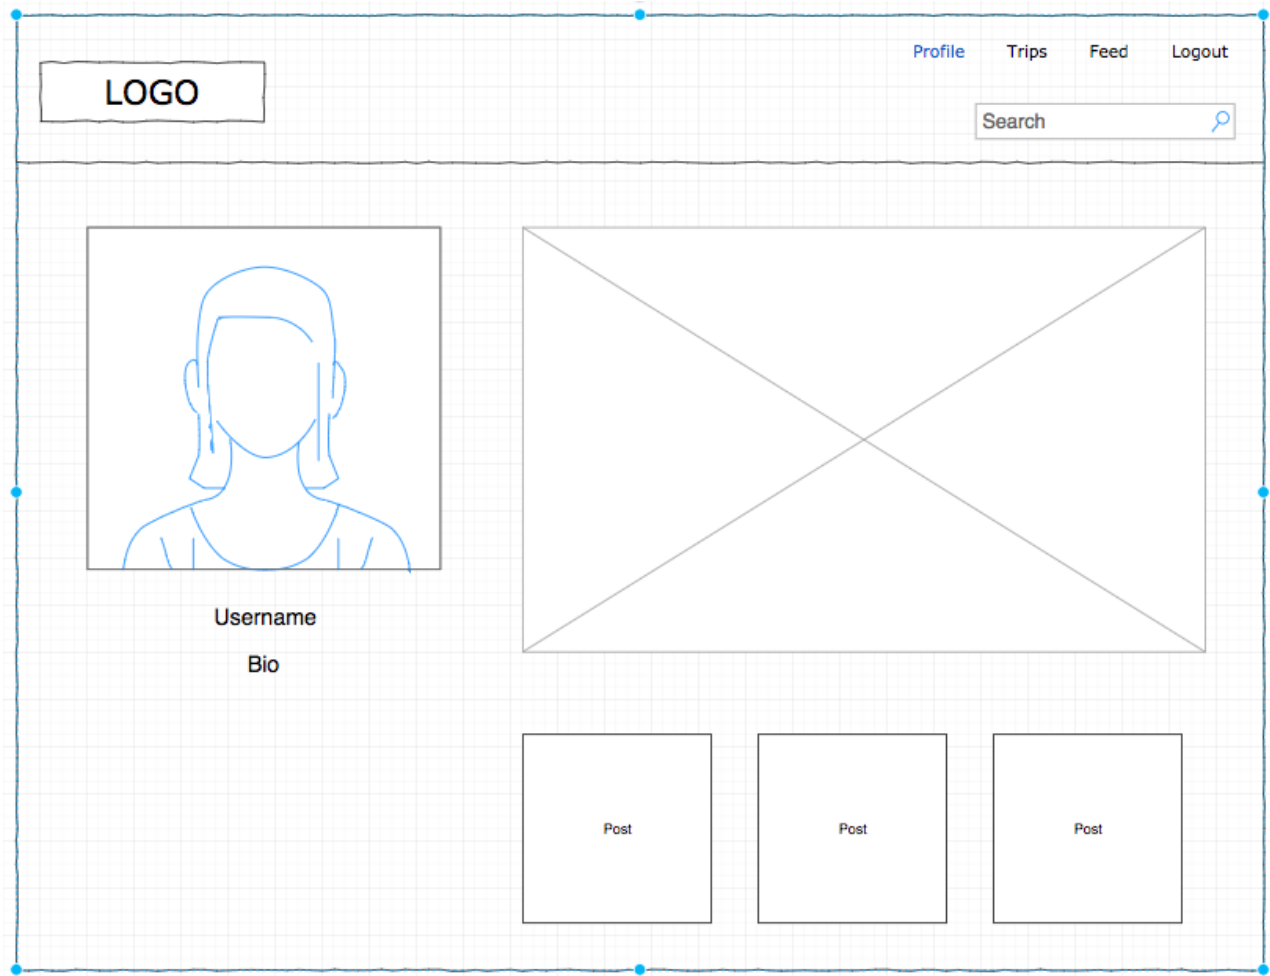 Profile Trips Feed Logout
LOGO
Search
Username
Bio
Post Post Post